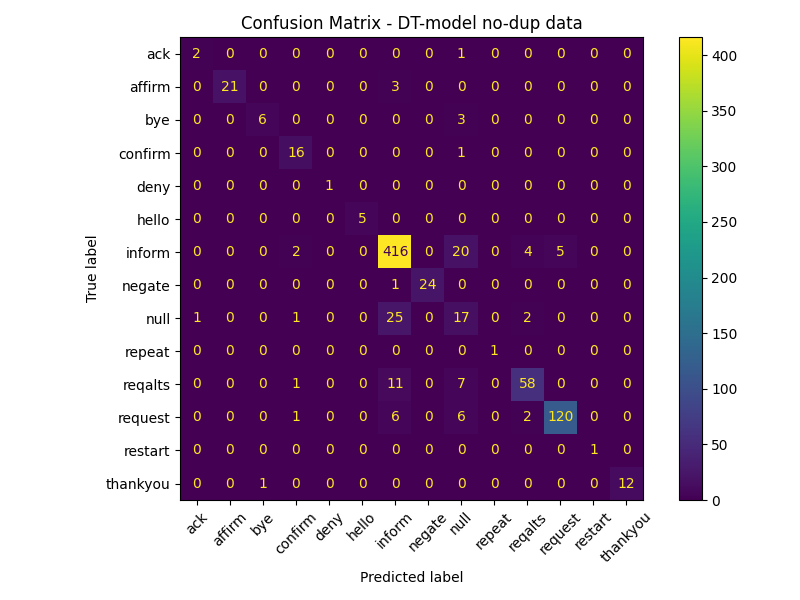 Confusion Matrix - DT-model no-dup data
ack 2 0 0 0 0 0 0 0 1 0 0 0 0 0
affirm 0 21 0 0 0 0 3 0 0 0 0 0 0 0
bye 0 0 6 0 0 0 0 0 3 0 0 0 0 0
confirm 0 0 0 16 0 0 0 0 1 0 0 0 0 0
deny 0 0 0 0 1 0 0 0 0 0 0 0 0 0
hello 0 0 0 0 0 5 0 0 0 0 0 0 0 0
inform 0 0 0 2 0 0 416 0 20 0 4 5 0 0
negate 0 0 0 0 0 0 1 24 0 0 0 0 0 0
null 1 0 0 1 0 0 25 0 17 0 2 0 0 0
repeat 0 0 0 0 0 0 0 0 0 1 0 0 0 0
reqalts 0 0 0 1 0 0 11 0 7 0 58 0 0 0
request 0 0 0 1 0 0 6 0 6 0 2 120 0 0
restart 0 0 0 0 0 0 0 0 0 0 0 0 1 0
thankyou 0 0 1 0 0 0 0 0 0 0 0 0 0 12
ack affirm bye confirm deny hello inform negate null repeat reqalts request restart thankyou
Predicted label
True label
400
350
300
250
200
150
100
50
0